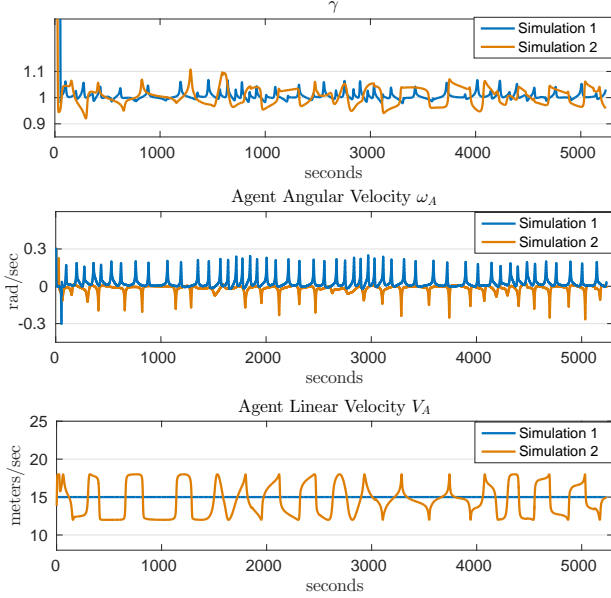 γ
Simulation 1
Simulation 2
1.1
1
0.9
0 1000 2000 1000 3000 4000 5000
seconds
Agent Angular Velocity ω_A
Simulation 1
Simulation 2
0.3
0
-0.3
rad/sec
0 1000 2000 3000 4000 5000
seconds
Agent Linear Velocity V_A
Simulation 1
Simulation 2
25
20
15
10
meters/sec
0 1000 2000 3000 4000 5000
seconds